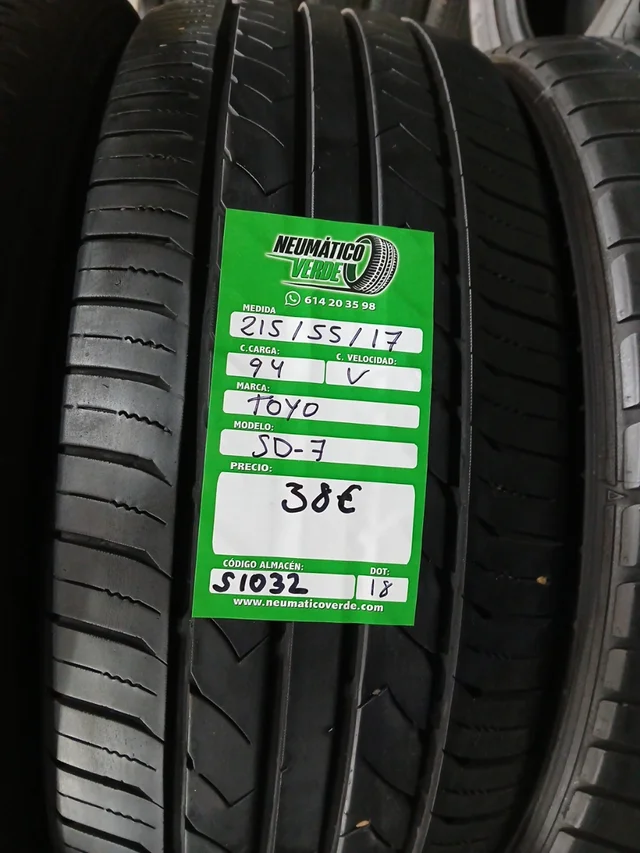 NEUMÁTICO
VERDE
614 20 35 98
MEDIDA
215/55/17
C.CARGA: C. VELOCIDAD:
94 V
MARCA:
TOYO
MODELO:
SD-7
PRECIO:
38€
CÓDIGO ALMACÉN: DOT:
S1032 18
www.neumaticoverde.com